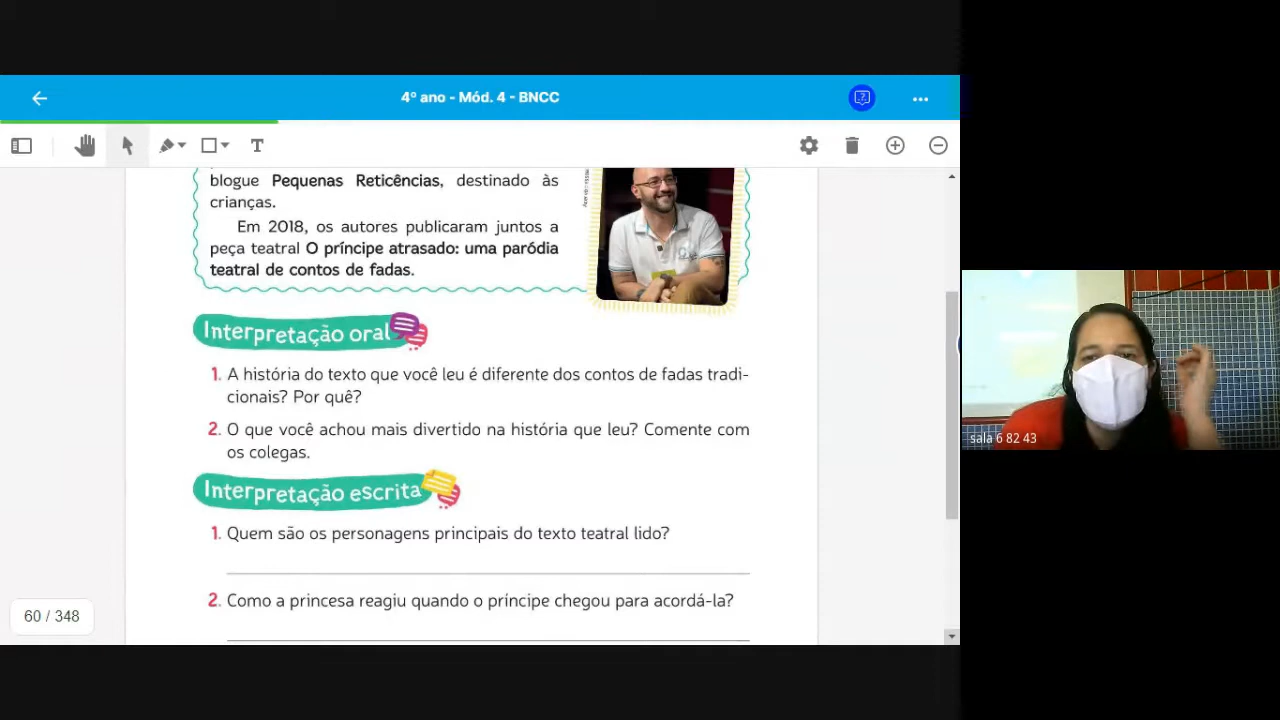 4º ano - Mód. 4 - BNCC
T
blogue Pequenas Reticências, destinado às
crianças.
Em 2018, os autores publicaram juntos a
peça teatral O príncipe atrasado: uma paródia
teatral de contos de fadas.
Interpretação oral
1. A história do texto que você leu é diferente dos contos de fadas tradi-
cionais? Por quê?
2. O que você achou mais divertido na história que leu? Comente com
os colegas.
Interpretação escrita
1. Quem são os personagens principais do texto teatral lido?
2. Como a princesa reagiu quando o príncipe chegou para acordá-la?
60 / 348
sala 6 82 43